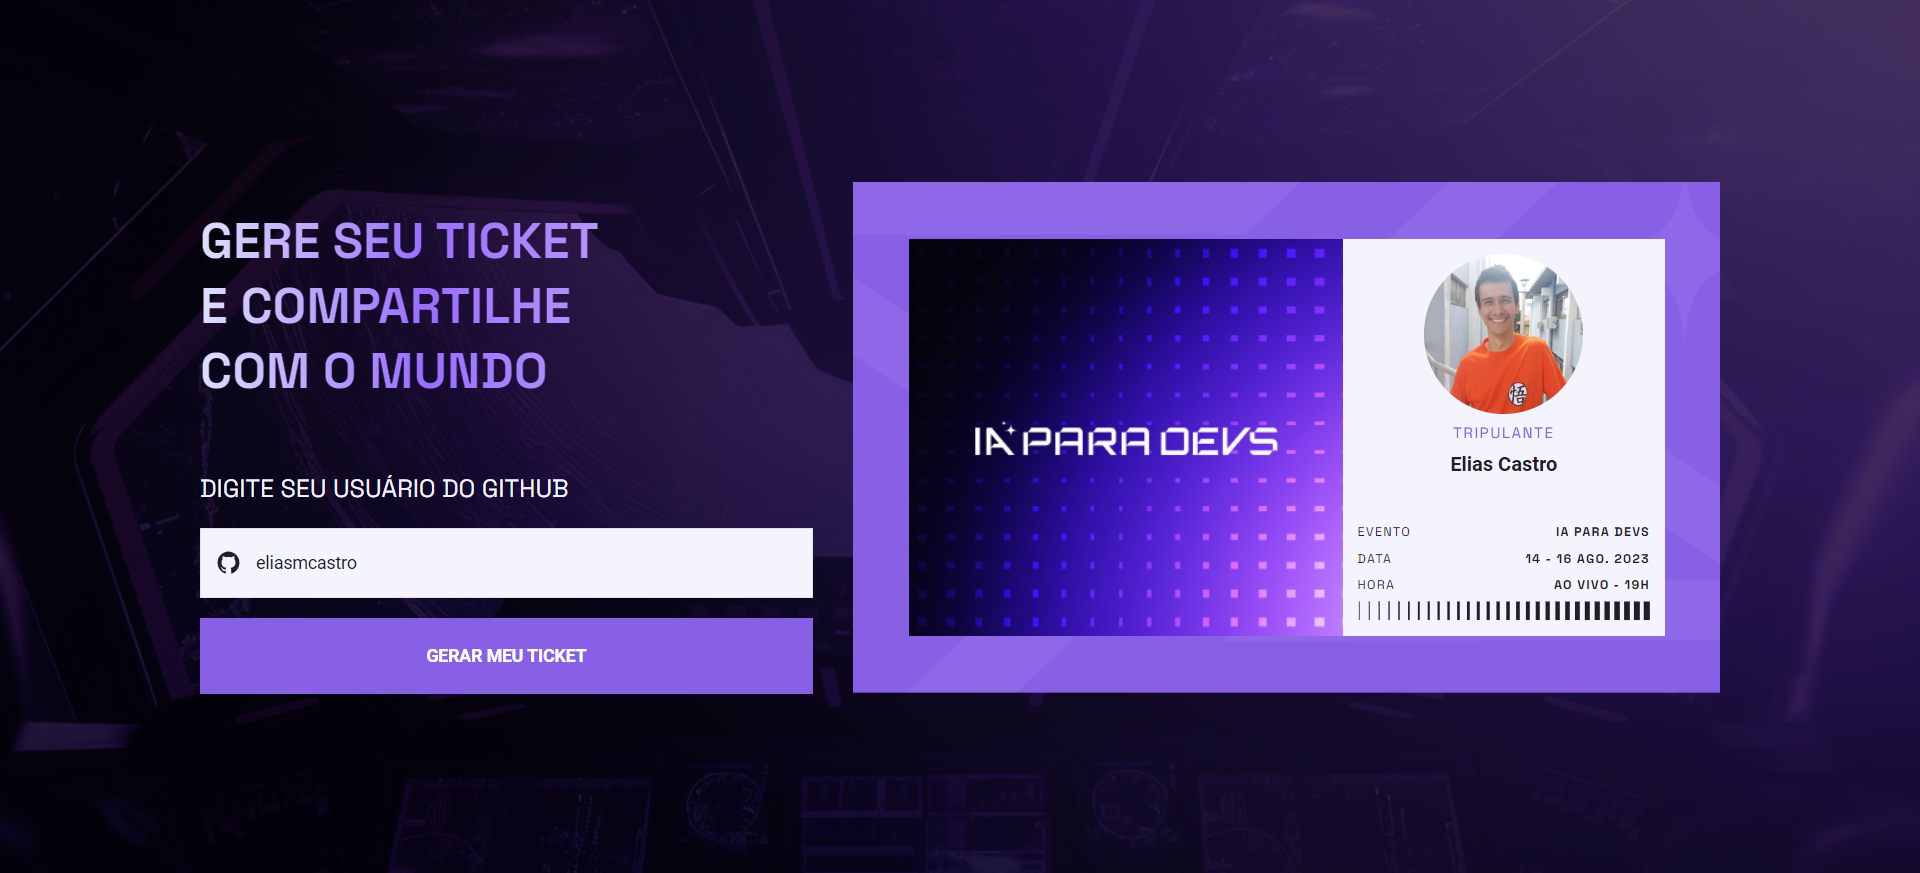 GERE SEU TICKET
E COMPARTILHE
COM O MUNDO
DIGITE SEU USUÁRIO DO GITHUB
eliasmcastro
GERAR MEU TICKET
IA PARA DEVS
悟
TRIPULANTE
Elias Castro
EVENTO IA PARA DEVS
DATA 14 - 16 AGO. 2023
HORA AO VIVO - 19H